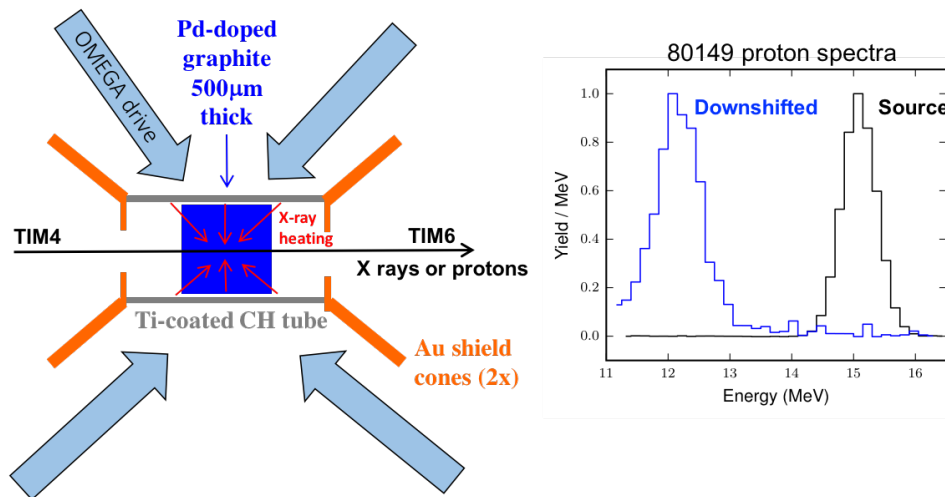 OMEGA drive
Pd-doped
graphite
500μm
thick
X-ray
heating
TIM4
TIM6
X rays or protons
Ti-coated CH tube
Au shield
cones (2x)
80149 proton spectra
Downshifted
Source
Yield / MeV
1.0
0.8
0.6
0.4
0.2
0.0
11 12 13 14 15 16
Energy (MeV)